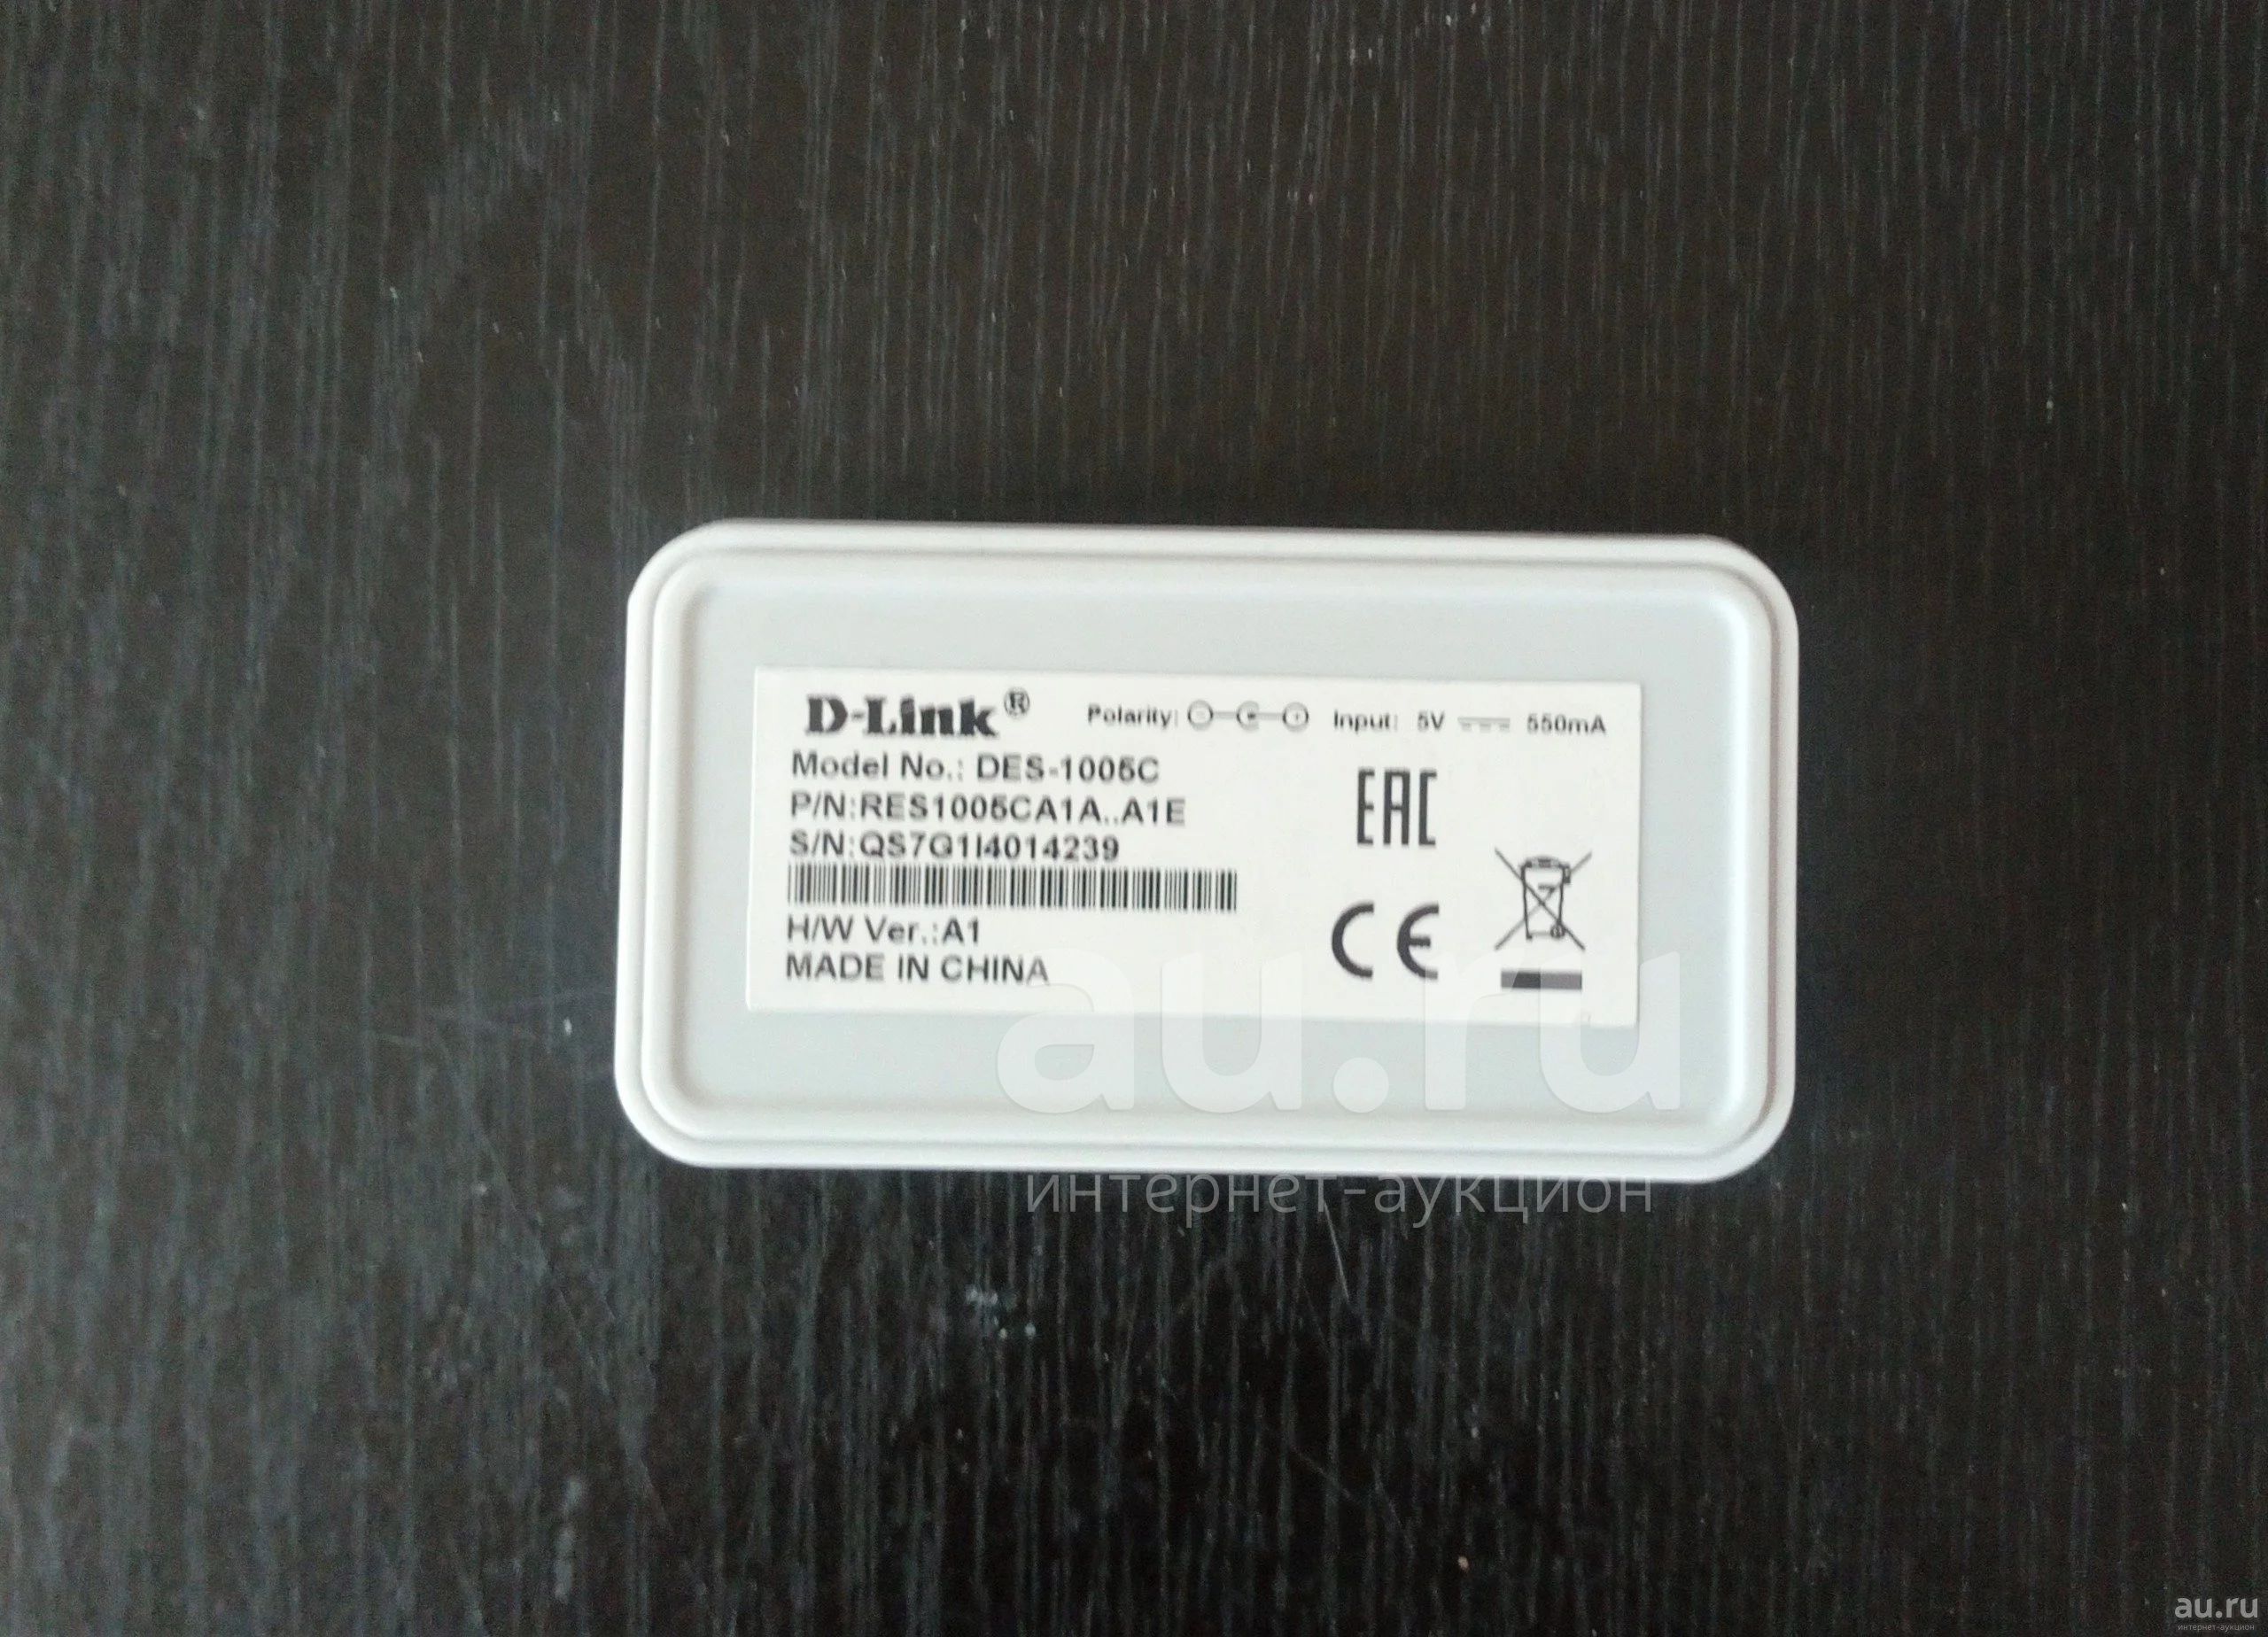 D-Link®
Polarity: Input: 5V 550mA
Model No.: DES-1005C
P/N:RES1005CA1A..A1E
S/N:QS7G1I4014239
H/W Ver.:A1
MADE IN CHINA
EAC
CE
au.ru
интернет-аукцион
au.ru
интернет-аукцион